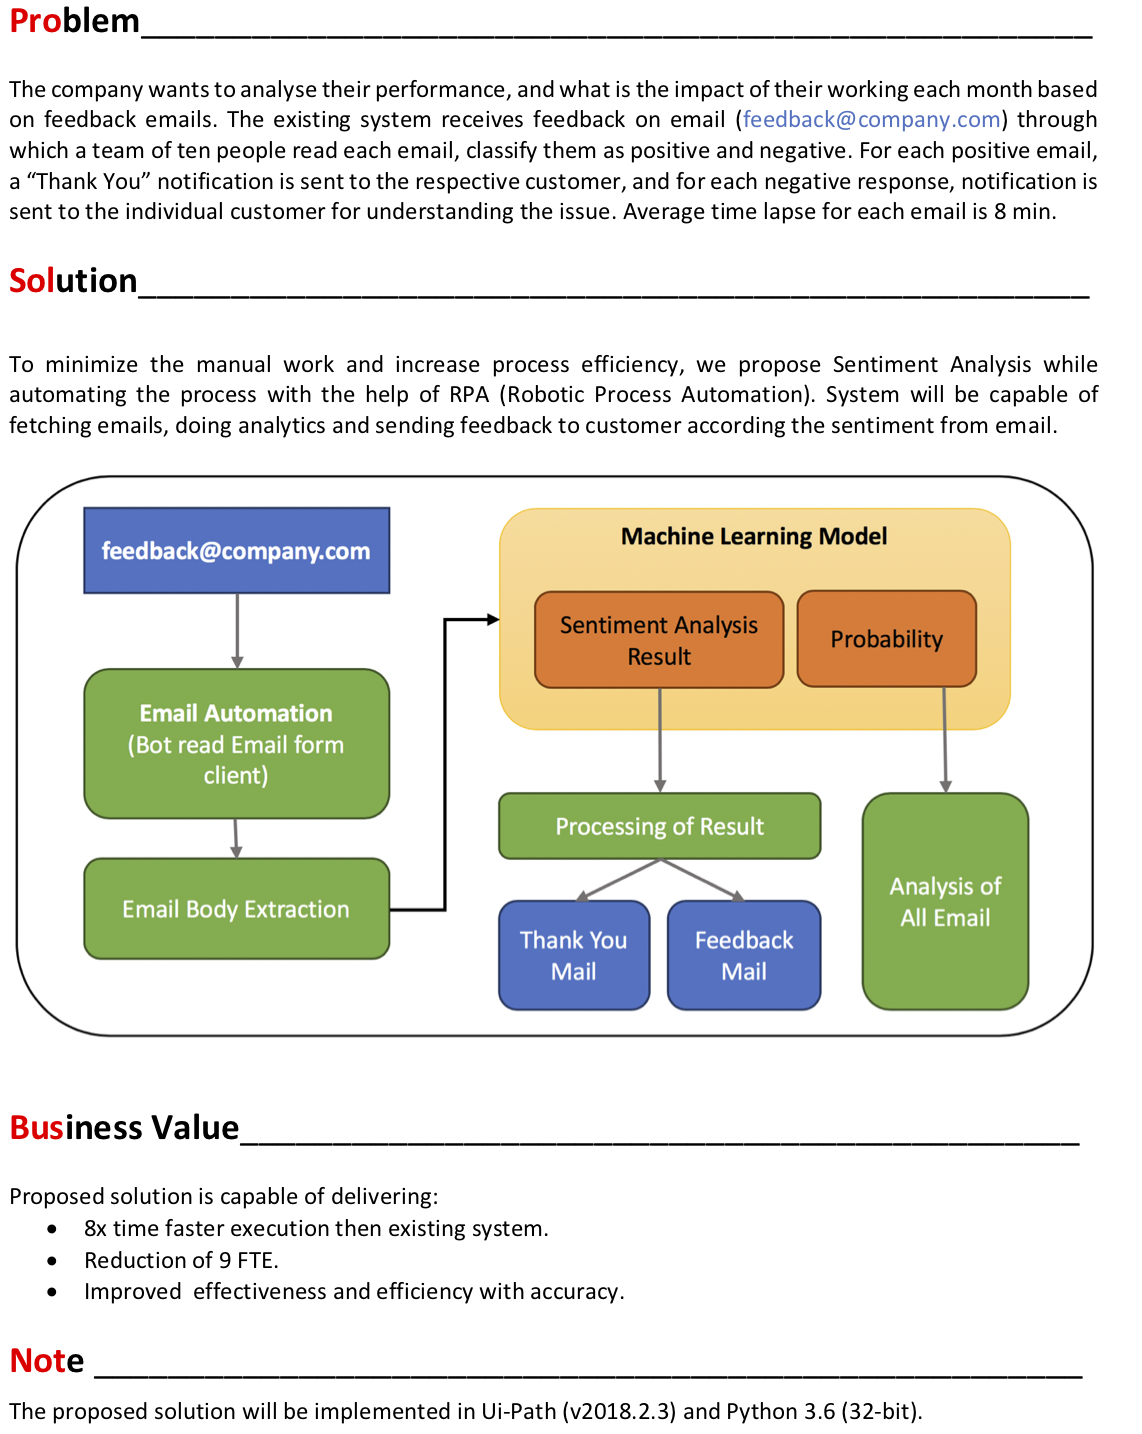 Problem
The company wants to analyse their performance, and what is the impact of their working each month based
on feedback emails. The existing system receives feedback on email (feedback@company.com) through
which a team of ten people read each email, classify them as positive and negative. For each positive email,
a “Thank You” notification is sent to the respective customer, and for each negative response, notification is
sent to the individual customer for understanding the issue. Average time lapse for each email is 8 min.
Solution
To minimize the manual work and increase process efficiency, we propose Sentiment Analysis while
automating the process with the help of RPA (Robotic Process Automation). System will be capable of
fetching emails, doing analytics and sending feedback to customer according the sentiment from email.
feedback@company.com
Email Automation
(Bot read Email form
client)
Email Body Extraction
Machine Learning Model
Sentiment Analysis
Result
Probability
Processing of Result
Thank You
Mail
Feedback
Mail
Analysis of
All Email
Business Value
Proposed solution is capable of delivering:
• 8x time faster execution then existing system.
• Reduction of 9 FTE.
• Improved effectiveness and efficiency with accuracy.
Note
The proposed solution will be implemented in Ui-Path (v2018.2.3) and Python 3.6 (32-bit).